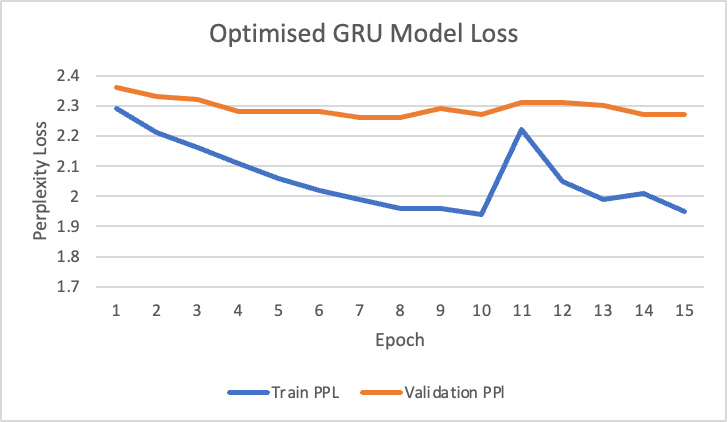 Optimised GRU Model Loss
Perplexity Loss
2.4
2.3
2.2
2.1
2
1.9
1.8
1.7
1 2 3 4 5 6 7 8 9 10 11 12 13 14 15
Epoch
Train PPL Validation PPl